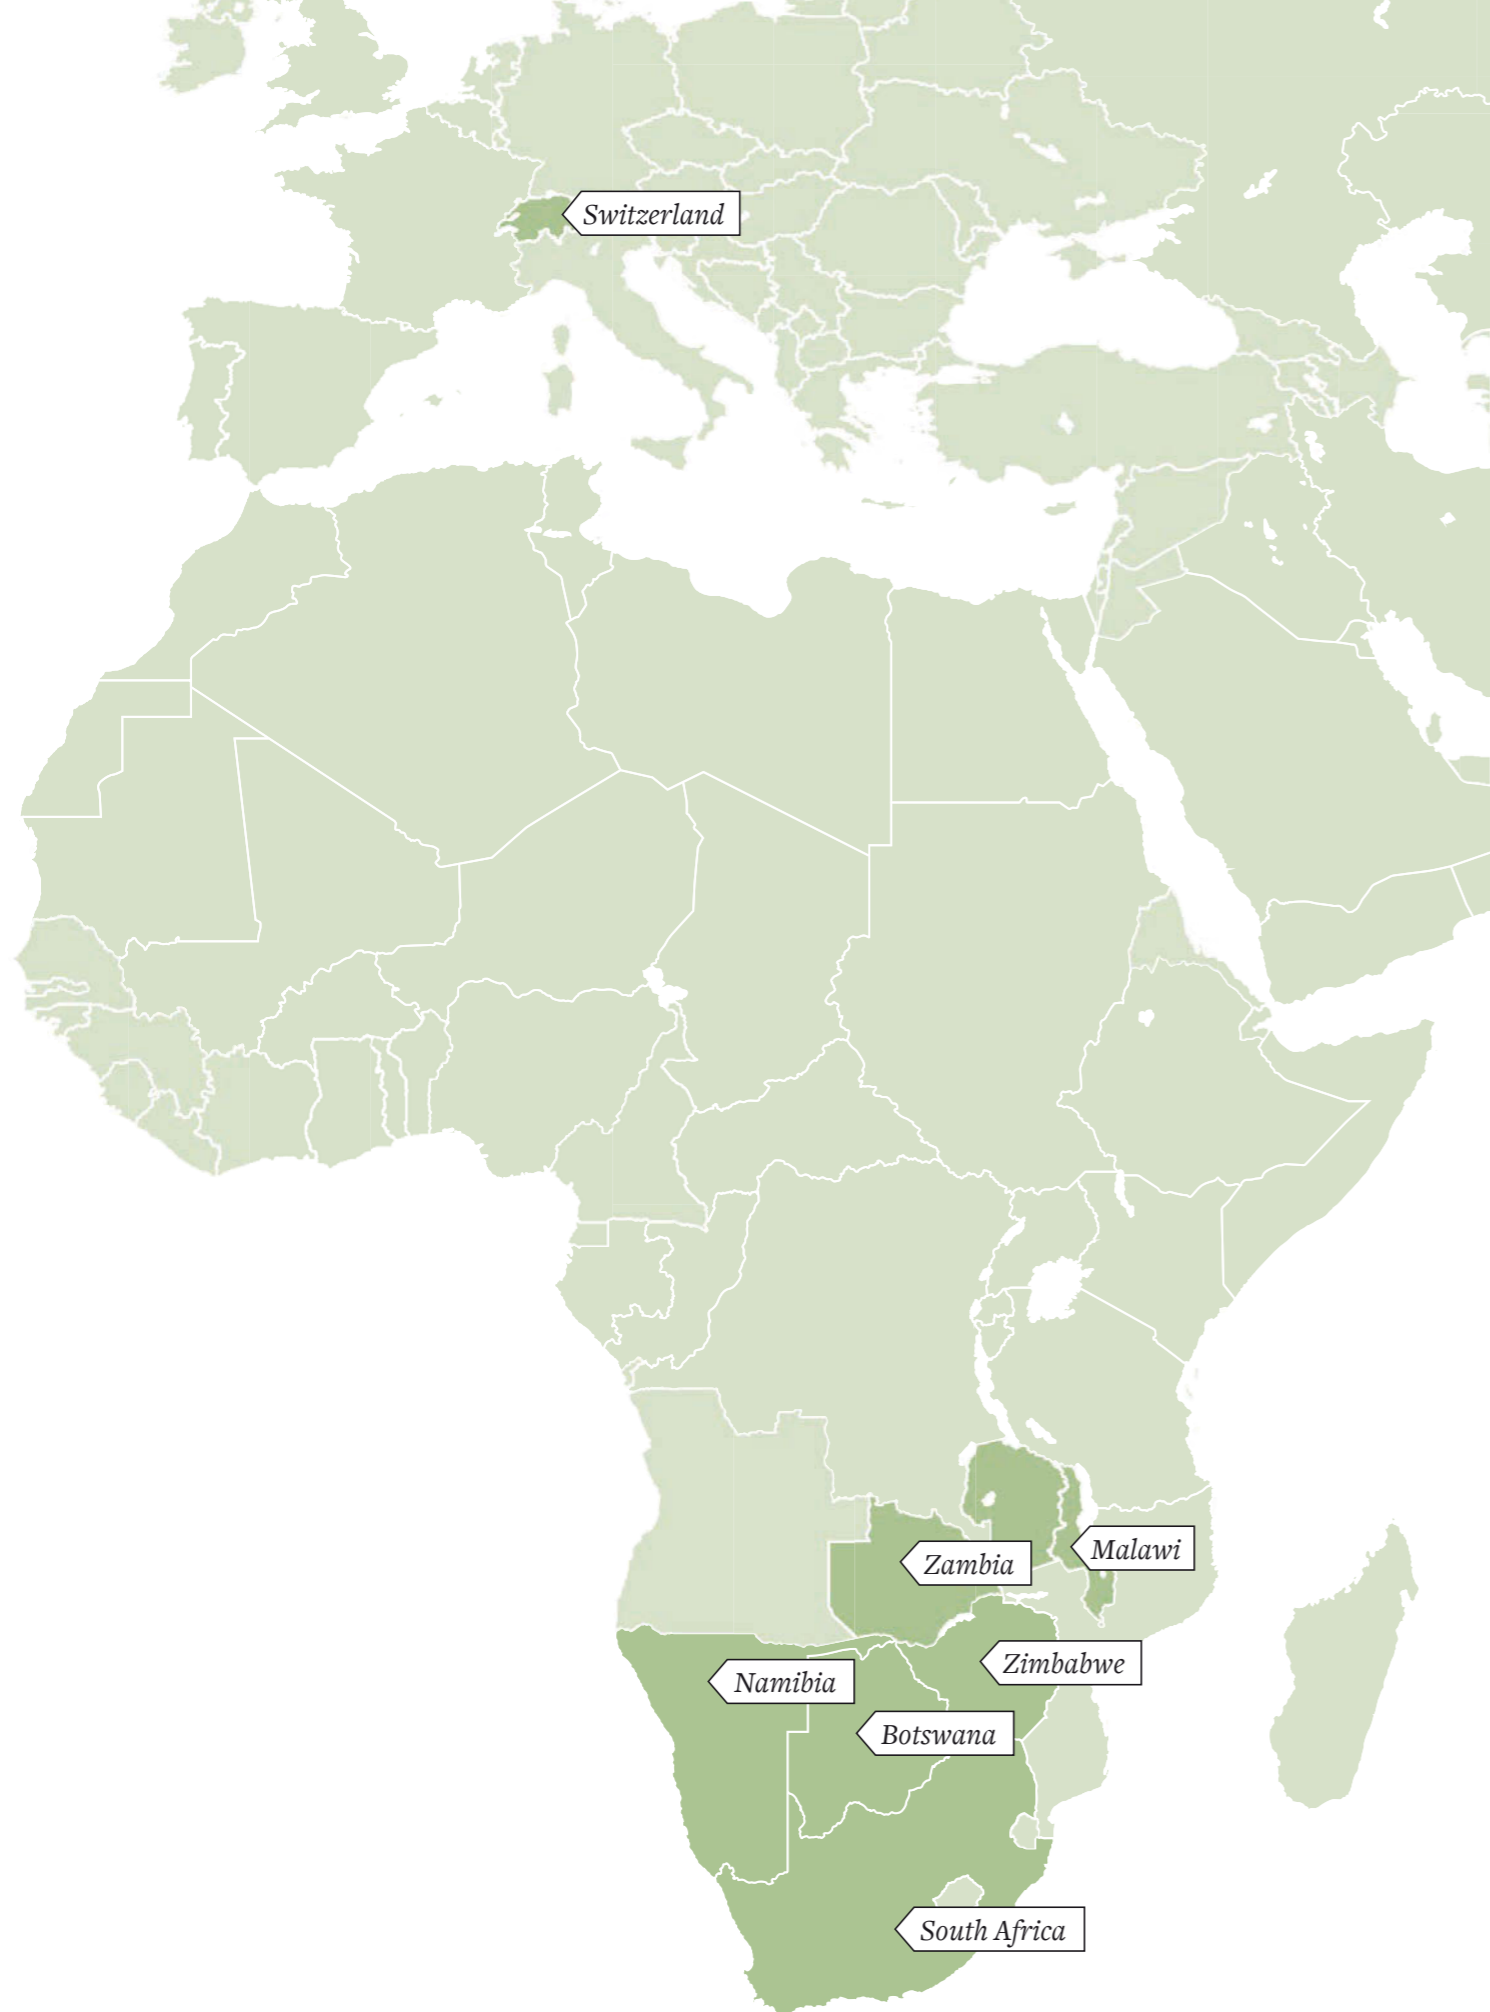 Switzerland
Malawi
Zambia
Zimbabwe
Namibia
Botswana
South Africa